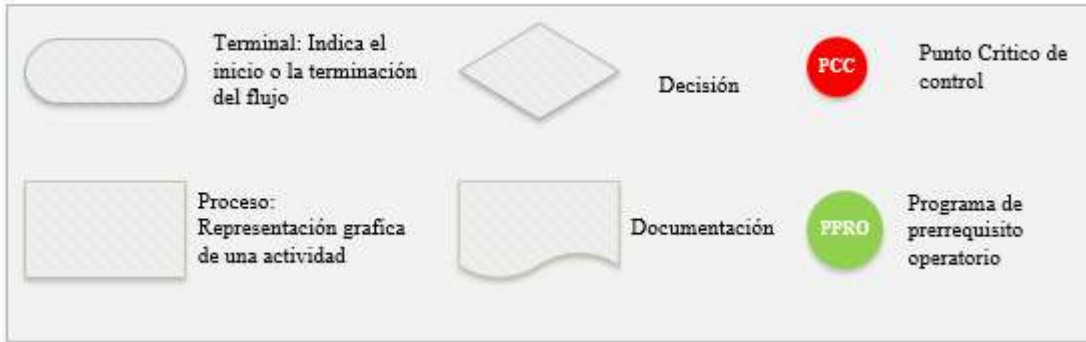 Terminal: Indica el
inicio o la terminación
del flujo
Decisión
PCC
Punto Crítico de
control
Proceso:
Representación grafica
de una actividad
Documentación
PPRO
Programa de
prerrequisito
operatorio